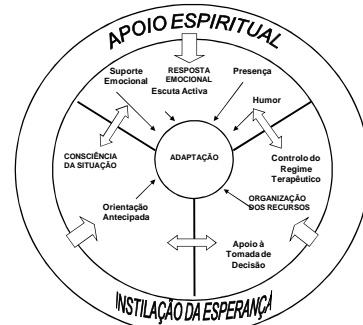 APOIO ESPIRITUAL
Suporte
Emocional
RESPOSTA
EMOCIONAL
Escuta Activa
Presença
Humor
CONSCIÊNCIA
DA SITUAÇÃO
ADAPTAÇÃO
Controlo do
Regime
Terapêutico
Orientação
Antecipada
ORGANIZAÇÃO
DOS RECURSOS
Apoio à
Tomada de
Decisão
INSTILAÇÃO DA ESPERANÇA